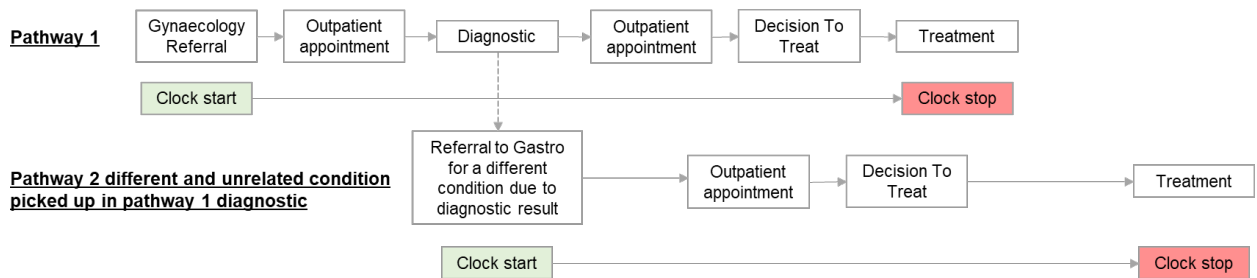 Pathway 1
Gynaecology
Referral
Outpatient
appointment
Diagnostic
Outpatient
appointment
Decision To
Treat
Treatment
Clock start
Clock stop
Pathway 2 different and unrelated condition
picked up in pathway 1 diagnostic
Referral to Gastro
for a different
condition due to
diagnostic result
Outpatient
appointment
Decision To
Treat
Treatment
Clock start
Clock stop